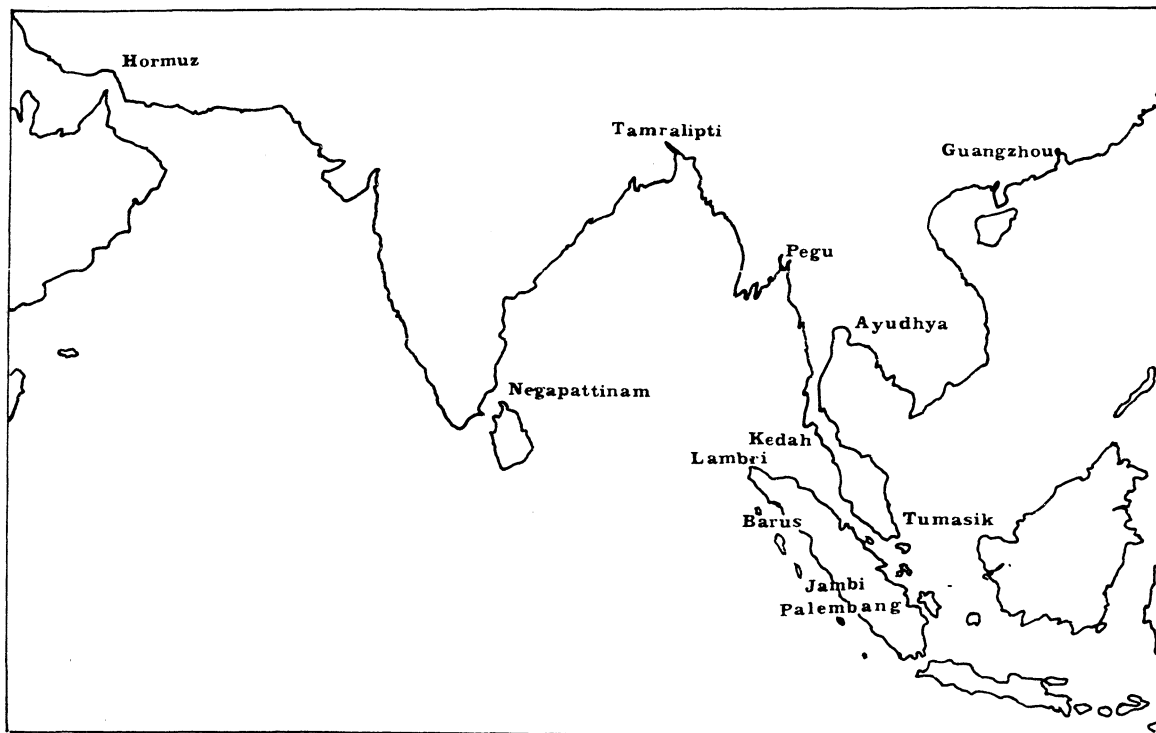 Hormuz
Tamralipti
Guangzhou
Pegu
Ayudhya
Negapattinam
Kedah
Lambri
Barus
Tumasik
Jambi
Palembang